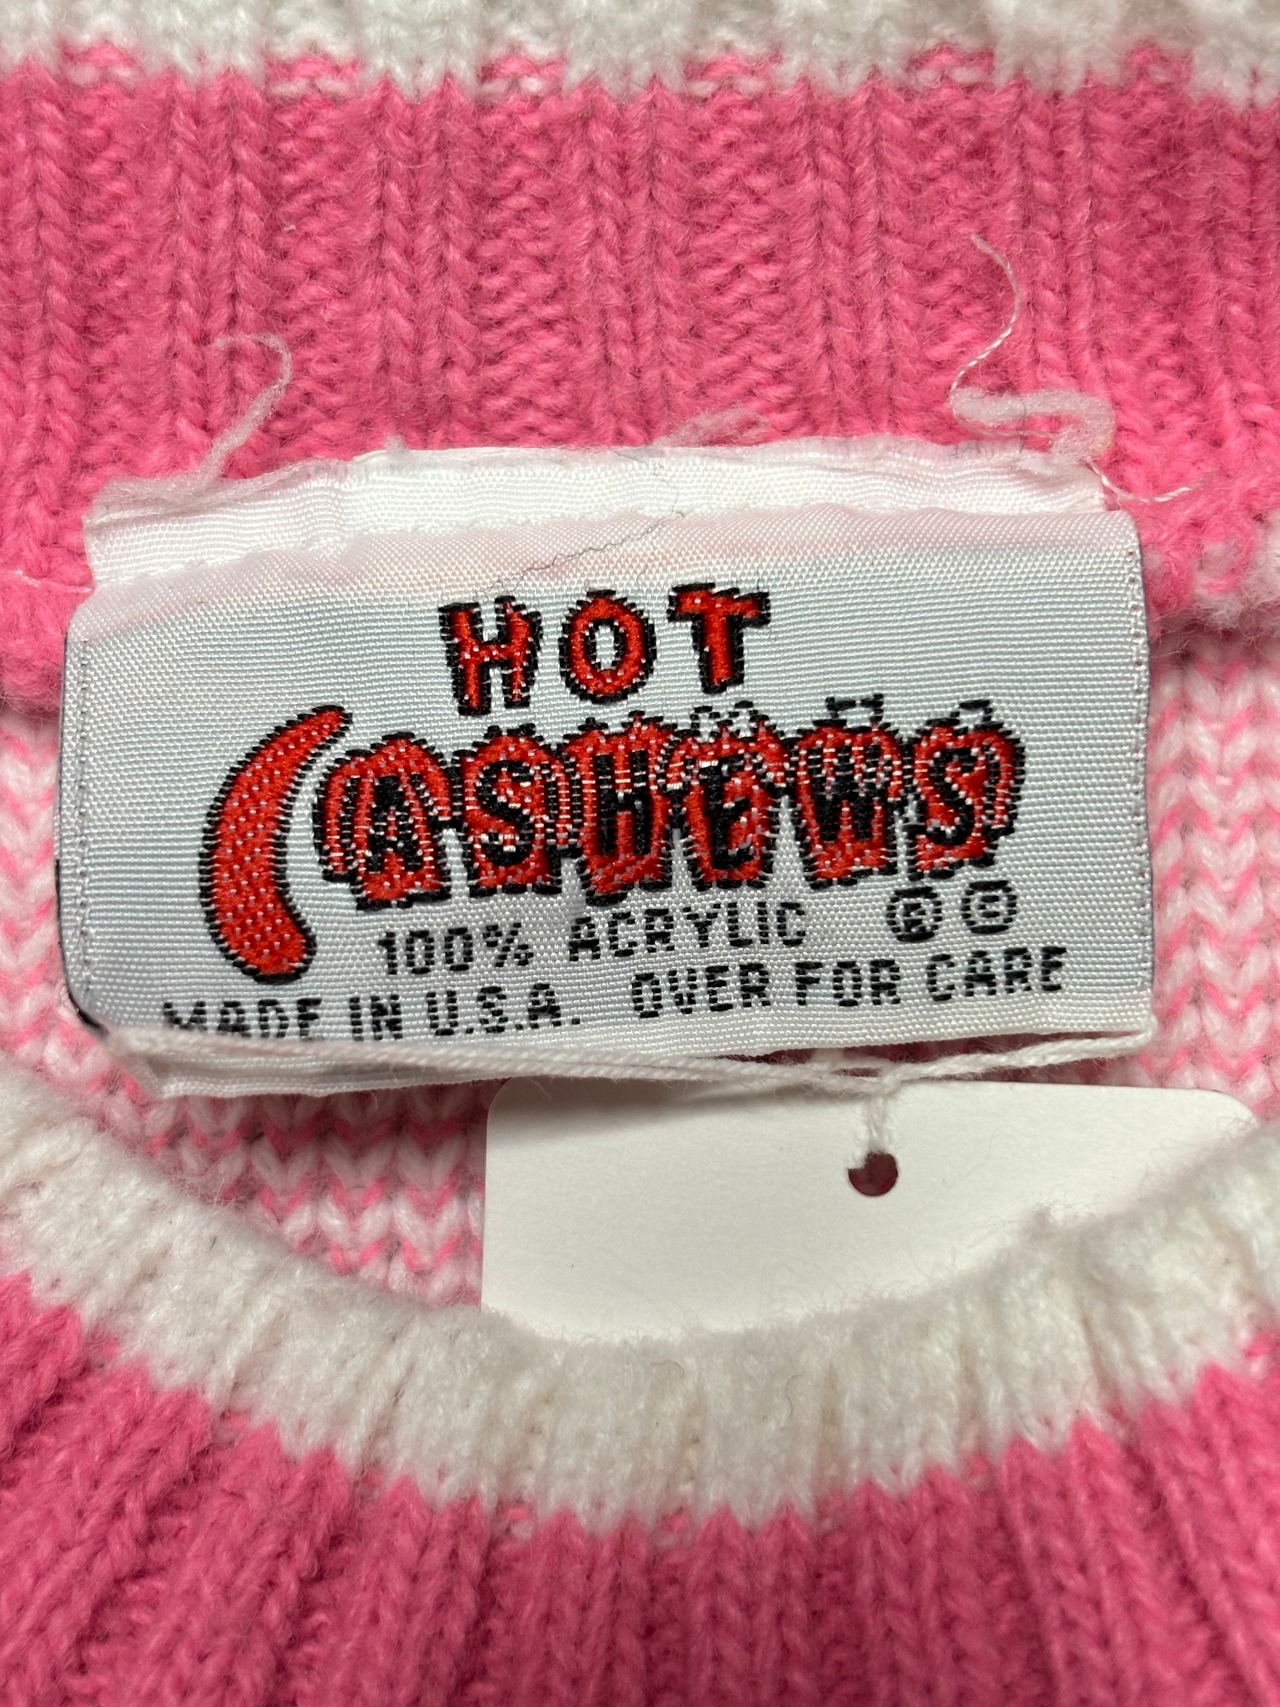 HOT
CASHEWS
100% ACRYLIC ® ©
MADE IN U.S.A. OVER FOR CARE